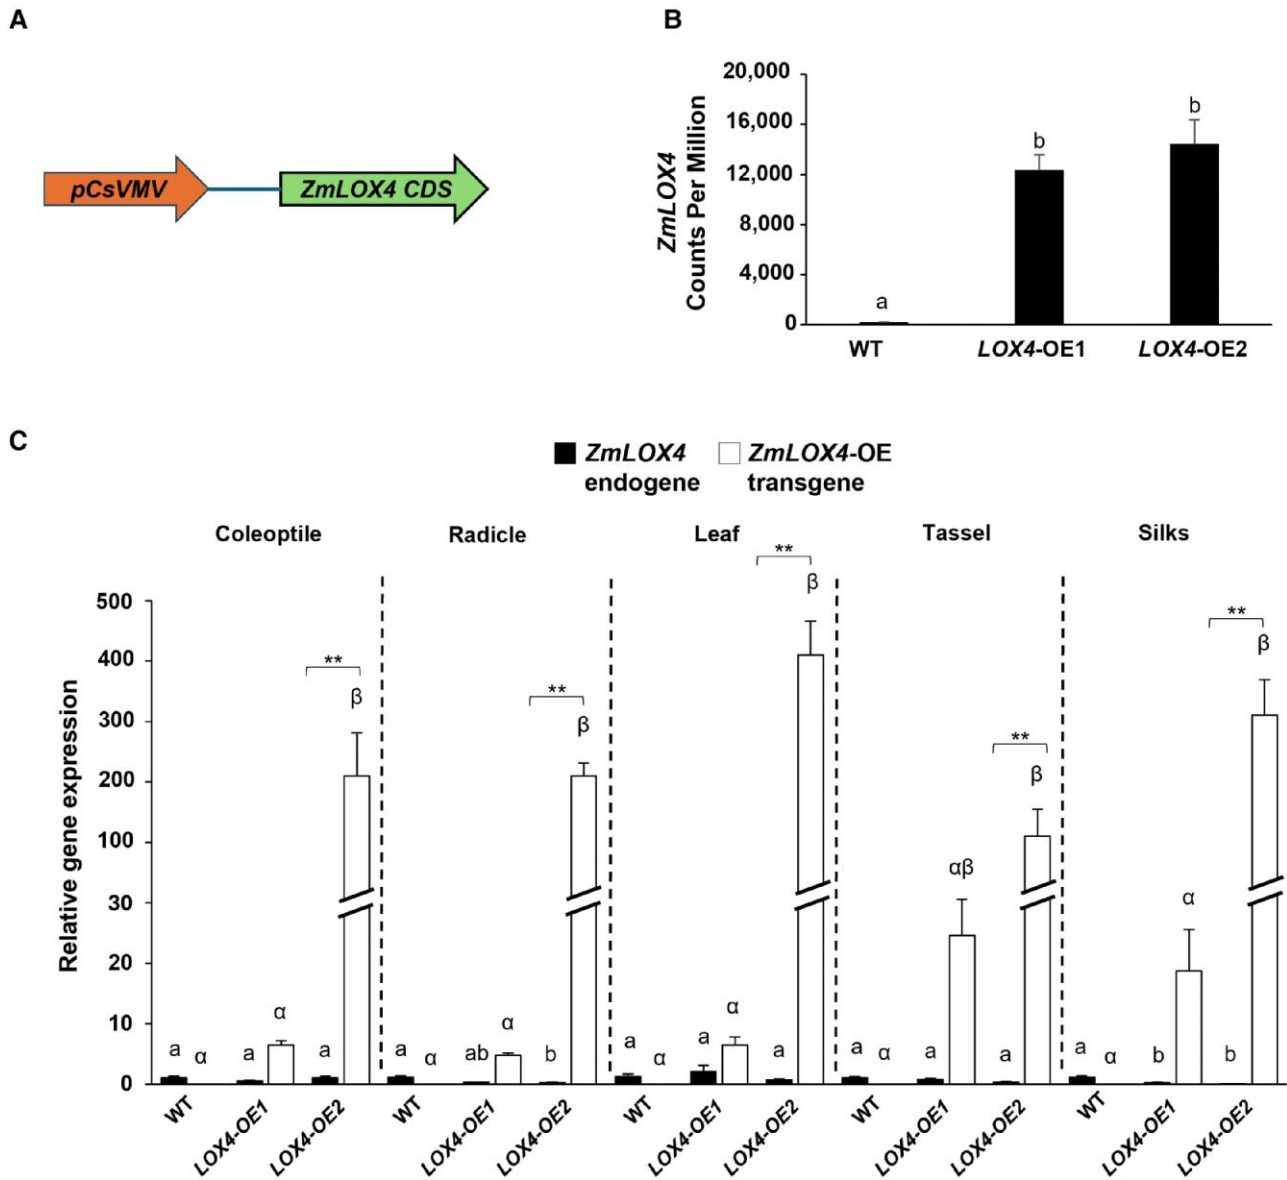 A
pCsVMV
ZmLOX4 CDS
B
ZmLOX4
Counts Per Million
20,000
16,000
12,000
8,000
4,000
0
a
b
b
WT
LOX4-OE1
LOX4-OE2
C
ZmLOX4
endogene
ZmLOX4-OE
transgene
Coleoptile
Radicle
Leaf
Tassel
Silks
Relative gene expression
500
400
300
200
100
30
20
10
0
a
α
a
α
a
**
β
a
α
ab
α
b
**
β
a
α
a
α
a
**
β
a
α
a
αβ
a
**
β
a
α
b
α
b
**
β
WT
LOX4-OE1
LOX4-OE2
WT
LOX4-OE1
LOX4-OE2
WT
LOX4-OE1
LOX4-OE2
WT
LOX4-OE1
LOX4-OE2
WT
LOX4-OE1
LOX4-OE2